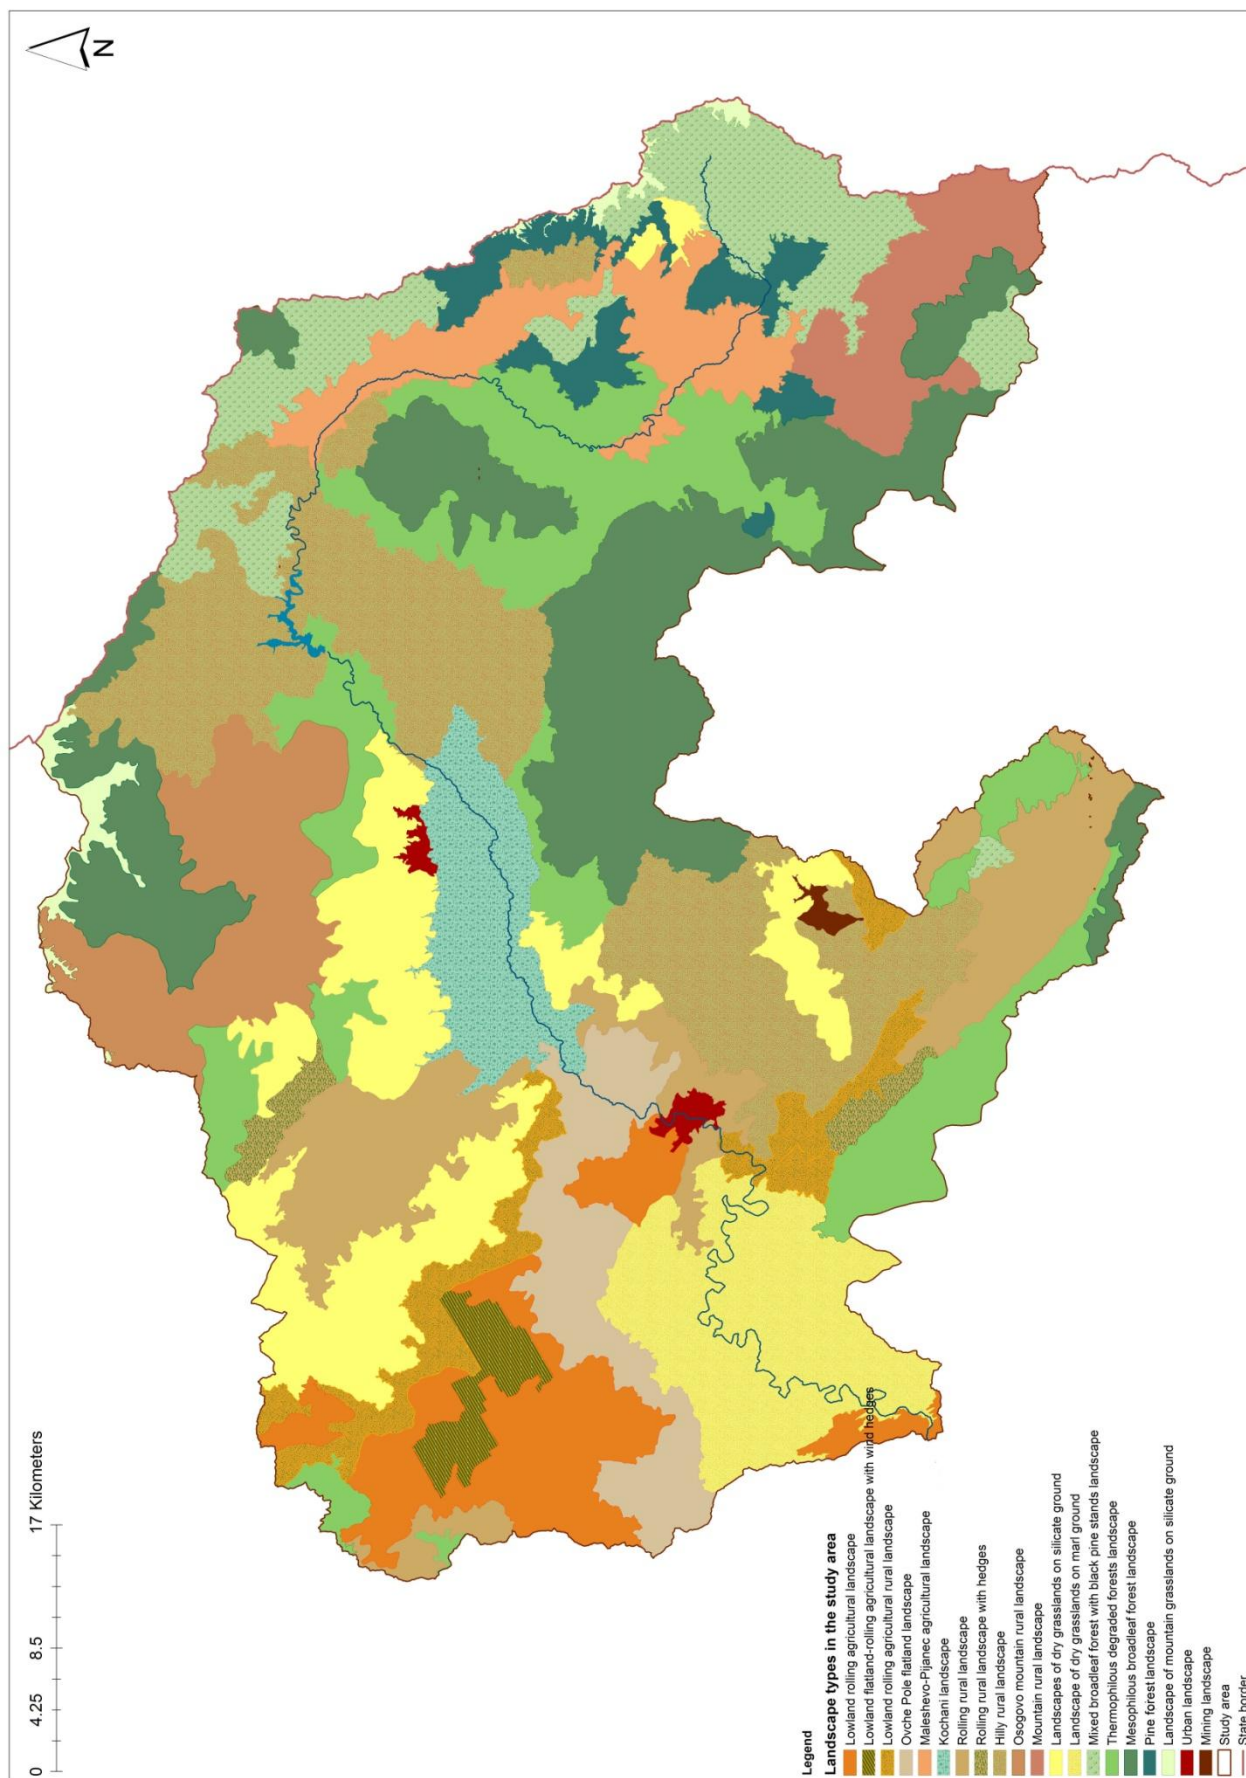 N
0 4.25 8.5 17 Kilometers
Legend
Landscape types in the study area
Lowland rolling agricultural landscape
Lowland flatland-rolling agricultural landscape with wind hedges
Lowland rolling agricultural rural landscape
Ovche Pole flatland landscape
Maleshevo-Pijanec agricultural landscape
Kochani landscape
Rolling rural landscape
Rolling rural landscape with hedges
Hilly rural landscape
Osogovo mountain rural landscape
Mountain rural landscape
Landscapes of dry grasslands on silicate ground
Landscape of dry grasslands on marl ground
Mixed broadleaf forest with black pine stands landscape
Thermophilous degraded forests landscape
Mesophilous broadleaf forest landscape
Pine forest landscape
Landscape of mountain grasslands on silicate ground
Urban landscape
Mining landscape
Study area
State border